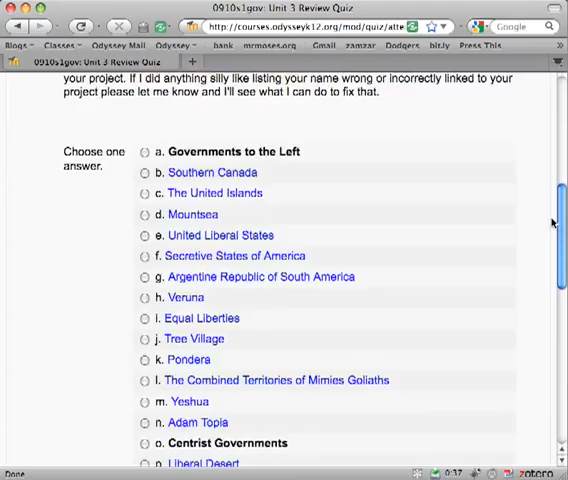 0910s1gov: Unit 3 Review Quiz
http://courses.odysseyk12.org/mod/quiz/atte
Google
Blogs Classes Odyssey Mall Odyssey bank mrmoses.org Gmail zamzar Dodgers bit.ly Press This
0910s1gov: Unit 3 Review Quiz
your project. If I did anything silly like listing your name wrong or incorrectly linked to your
project please let me know and I'll see what I can do to fix that.
Choose one
answer.
a. Governments to the Left
b. Southern Canada
c. The United Islands
d. Mountsea
e. United Liberal States
f. Secretive States of America
g. Argentine Republic of South America
h. Veruna
i. Equal Liberties
j. Tree Village
k. Pondera
l. The Combined Territories of Mimies Goliaths
m. Yeshua
n. Adam Topia
o. Centrist Governments
p. Liberal Desert
Done
0:37
zotero